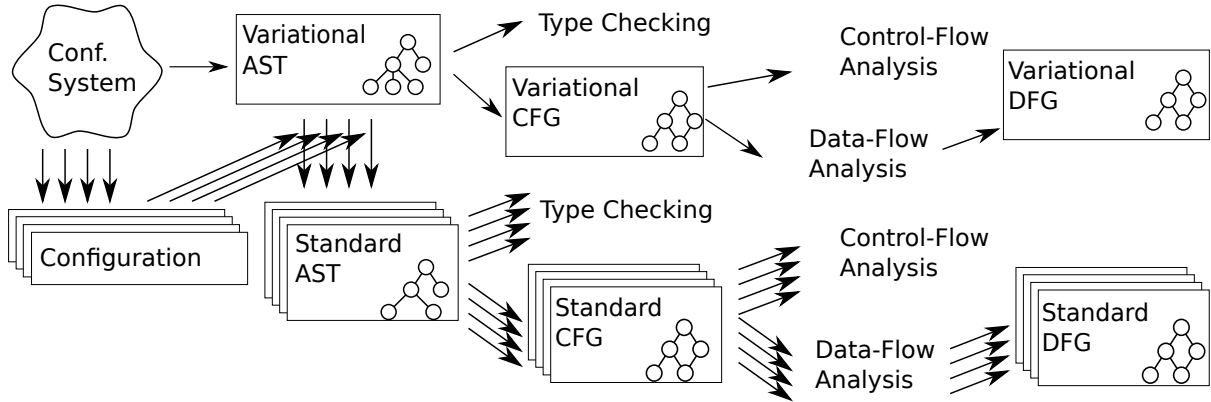 Conf.
System
Variational
AST
Type Checking
Variational
CFG
Control-Flow
Analysis
Data-Flow
Analysis
Variational
DFG
Configuration
Standard
AST
Type Checking
Standard
CFG
Control-Flow
Analysis
Data-Flow
Analysis
Standard
DFG